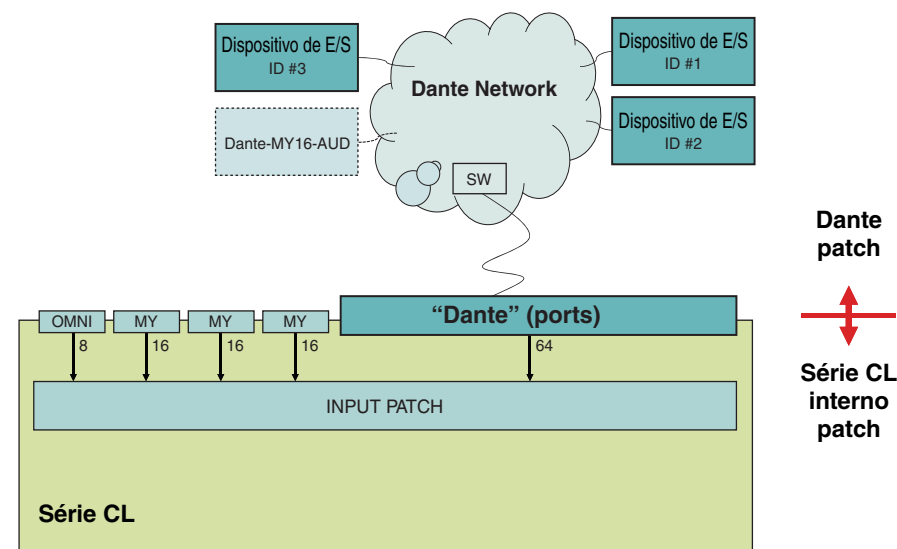 Dispositivo de E/S
ID #3
Dispositivo de E/S
ID #1
Dante Network
Dispositivo de E/S
ID #2
Dante-MY16-AUD
SW
Dante
patch
"Dante" (ports)
OMNI
MY
MY
MY
8
16
16
16
64
INPUT PATCH
Série CL
interno
patch
Série CL